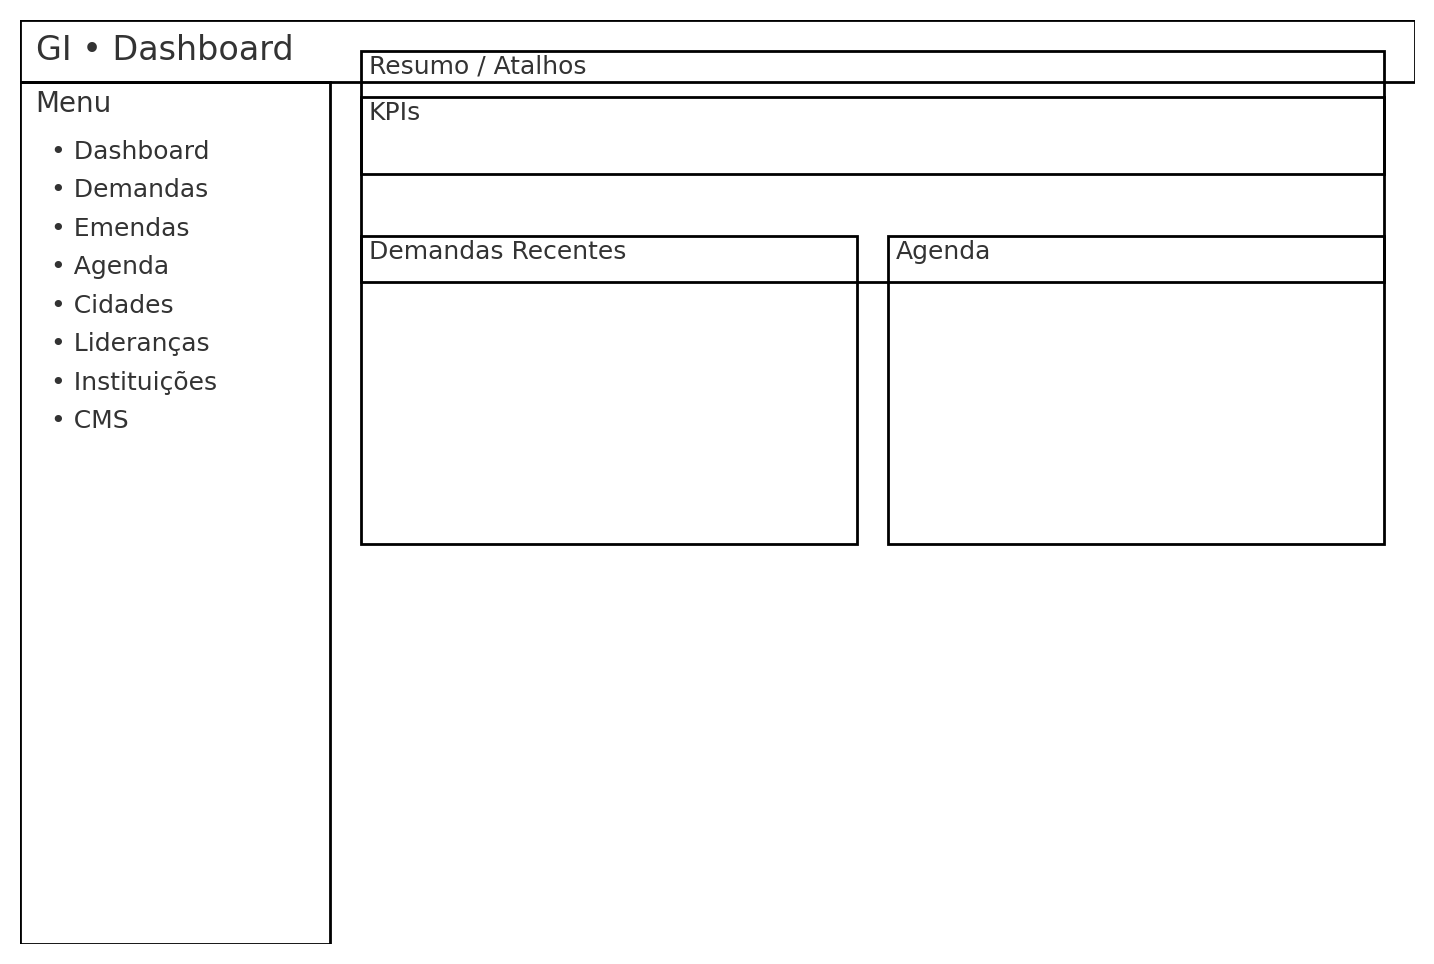 GI • Dashboard
Resumo / Atalhos
Menu
• Dashboard
• Demandas
• Emendas
• Agenda
• Cidades
• Lideranças
• Instituições
• CMS
KPIs
Demandas Recentes
Agenda